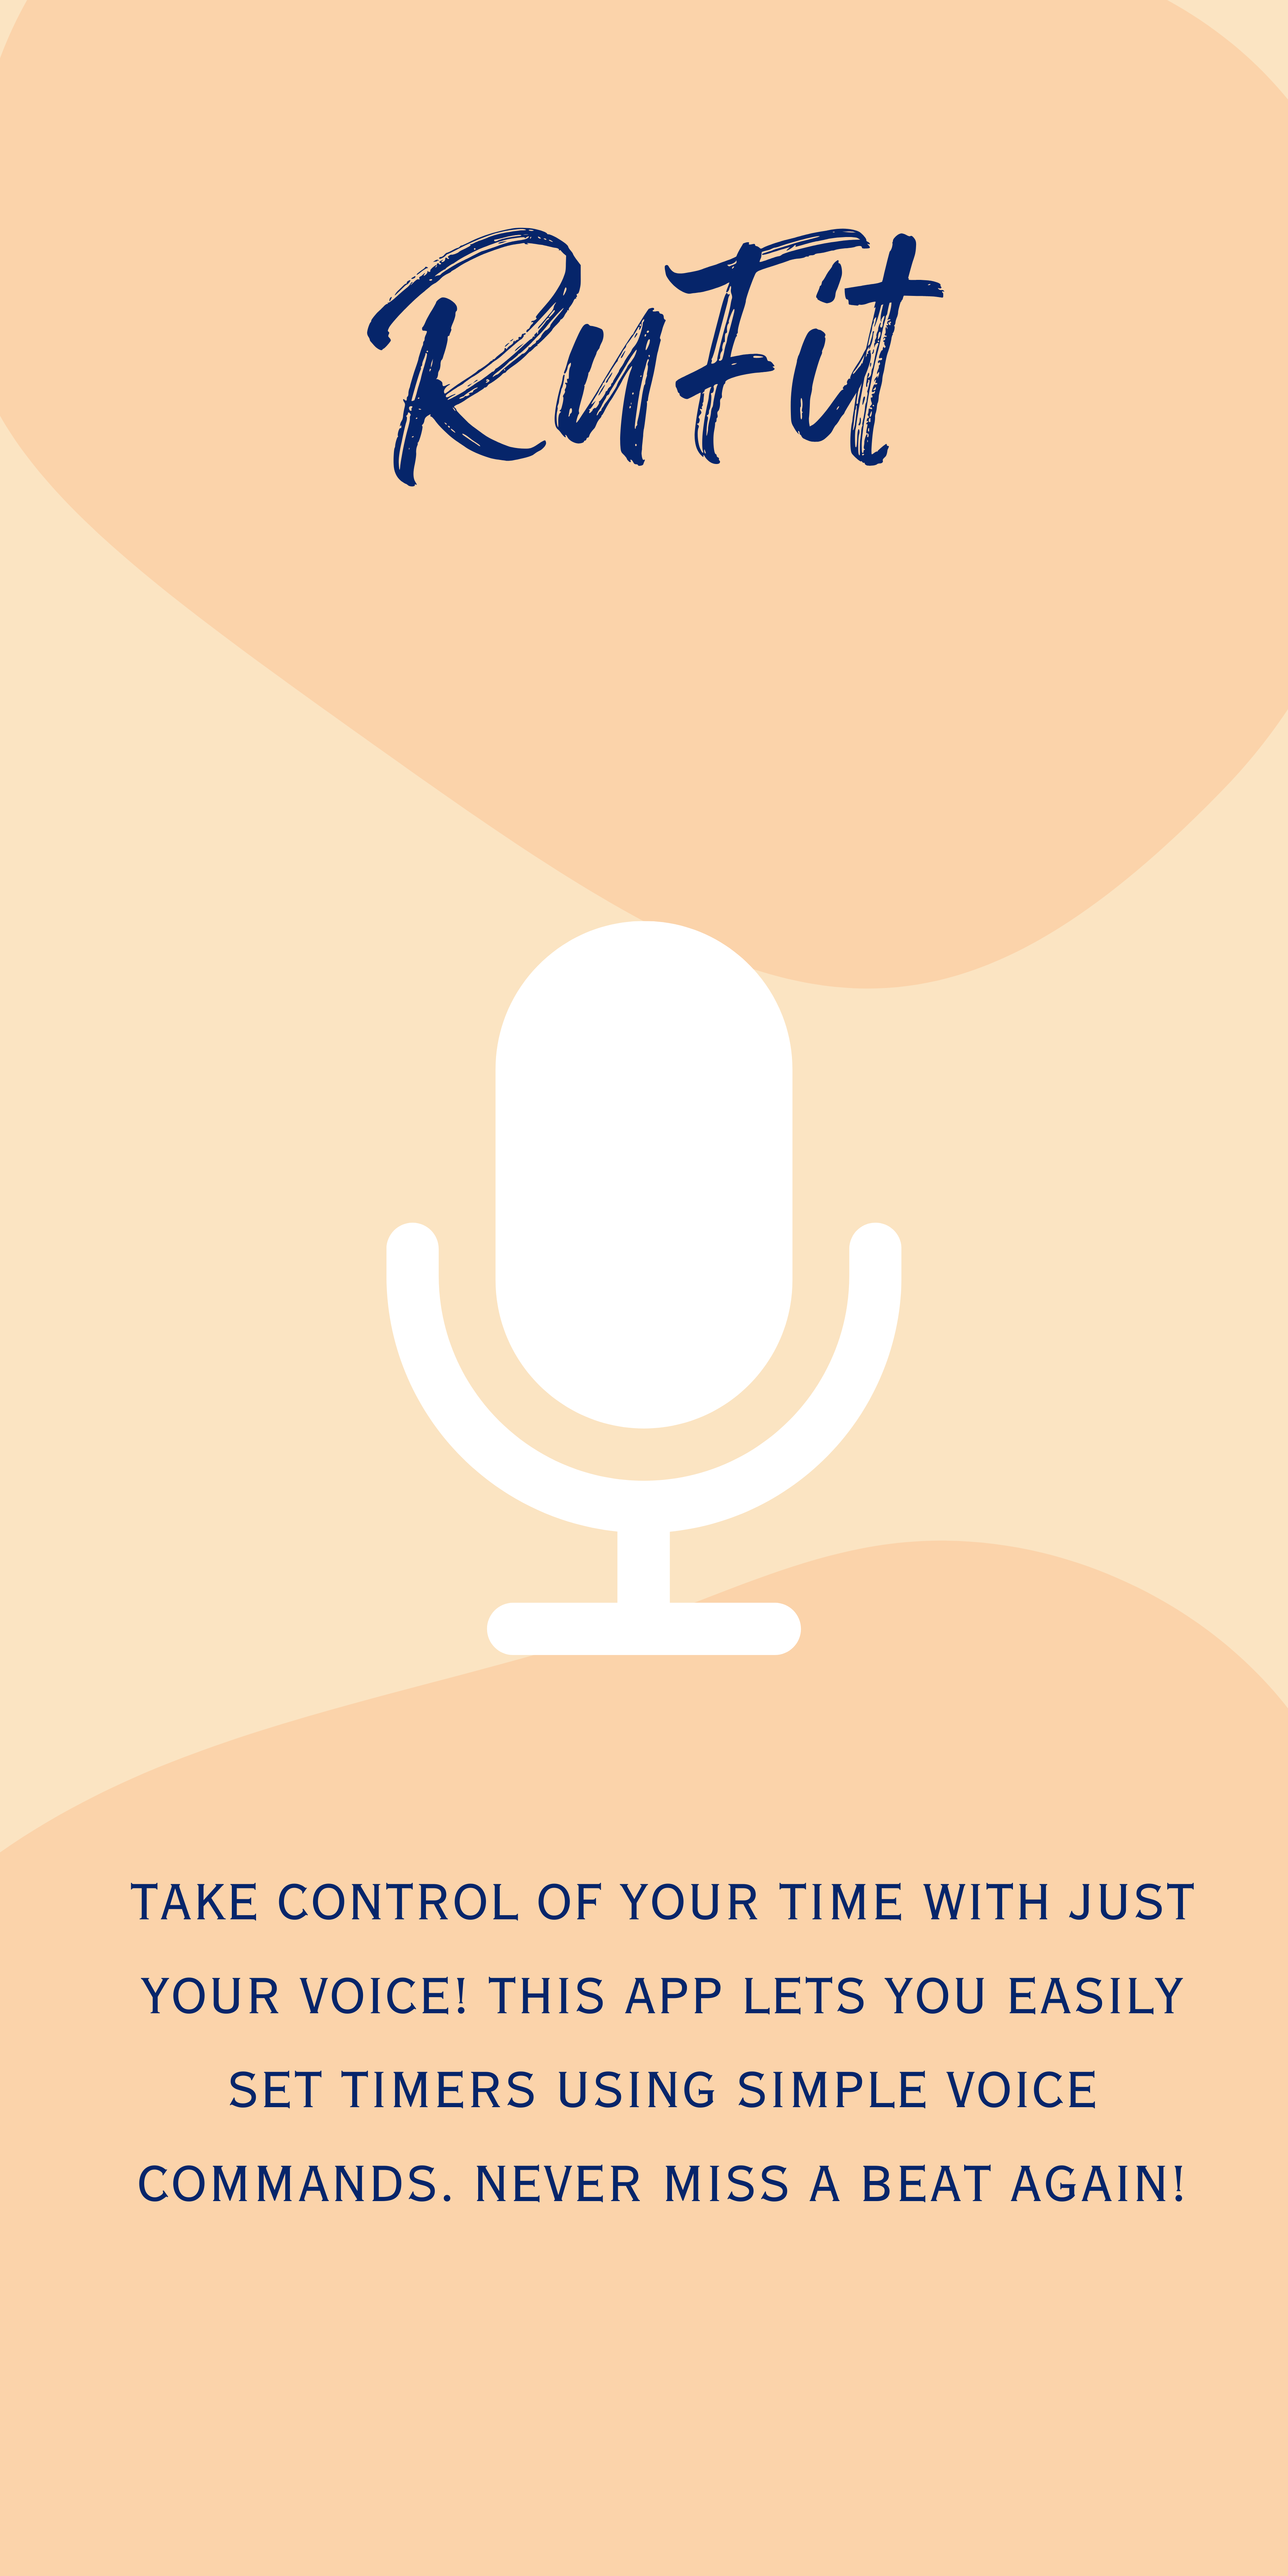 RuFit
TAKE CONTROL OF YOUR TIME WITH JUST
YOUR VOICE! THIS APP LETS YOU EASILY
SET TIMERS USING SIMPLE VOICE
COMMANDS. NEVER MISS A BEAT AGAIN!